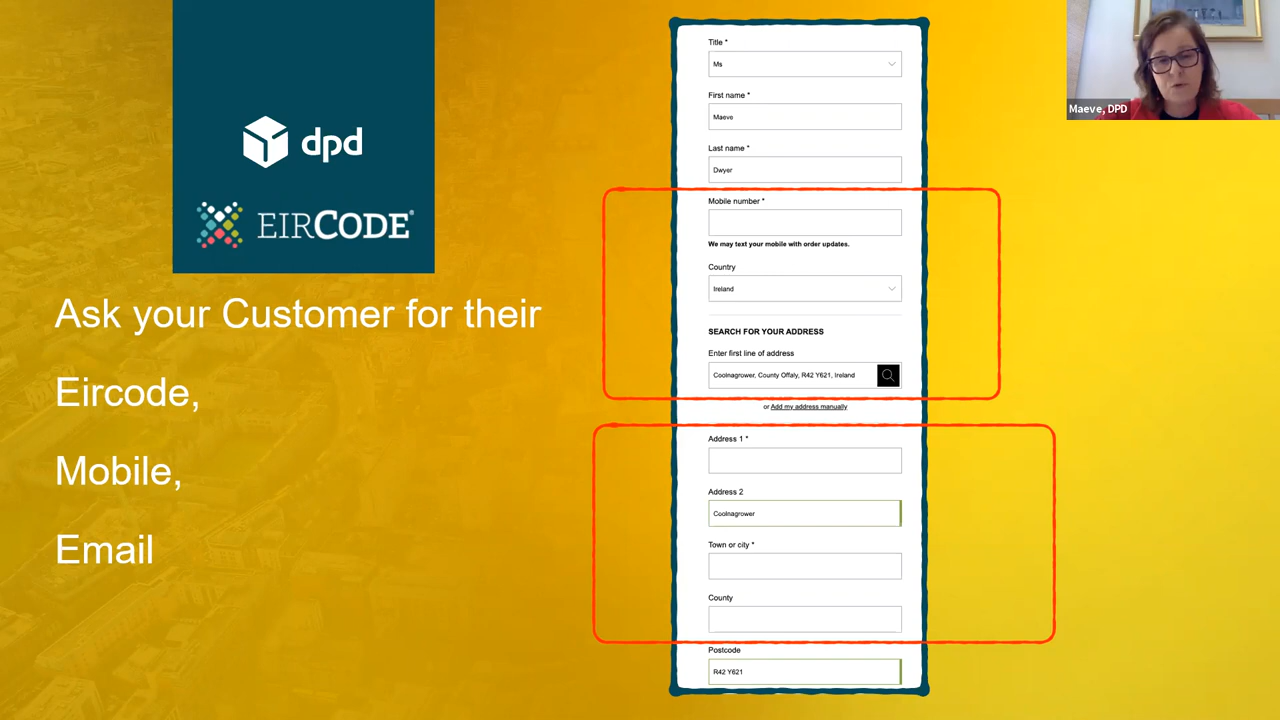 dpd
EIRCODE®
Ask your Customer for their
Eircode,
Mobile,
Email
Title *
Ms
First name *
Maeve
Last name *
Dwyer
Mobile number *
We may text your mobile with order updates.
Country
Ireland
SEARCH FOR YOUR ADDRESS
Enter first line of address
Coolnagrower, County Offaly, R42 Y621, Ireland
or Add my address manually
Address 1 *
Address 2
Coolnagrower
Town or city *
County
Postcode
R42 Y621
Maeve, DPD